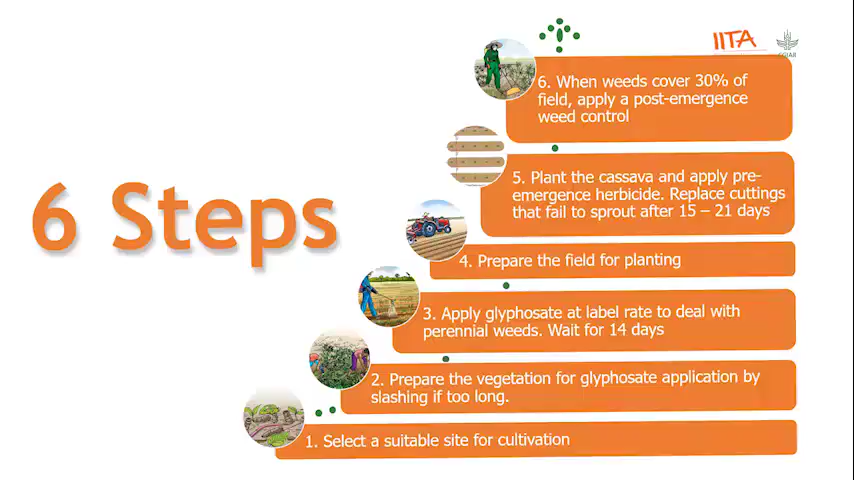 IITA
CGIAR
6 Steps
6. When weeds cover 30% of
field, apply a post-emergence
weed control
5. Plant the cassava and apply pre-
emergence herbicide. Replace cuttings
that fail to sprout after 15 – 21 days
4. Prepare the field for planting
3. Apply glyphosate at label rate to deal with
perennial weeds. Wait for 14 days
2. Prepare the vegetation for glyphosate application by
slashing if too long.
1. Select a suitable site for cultivation